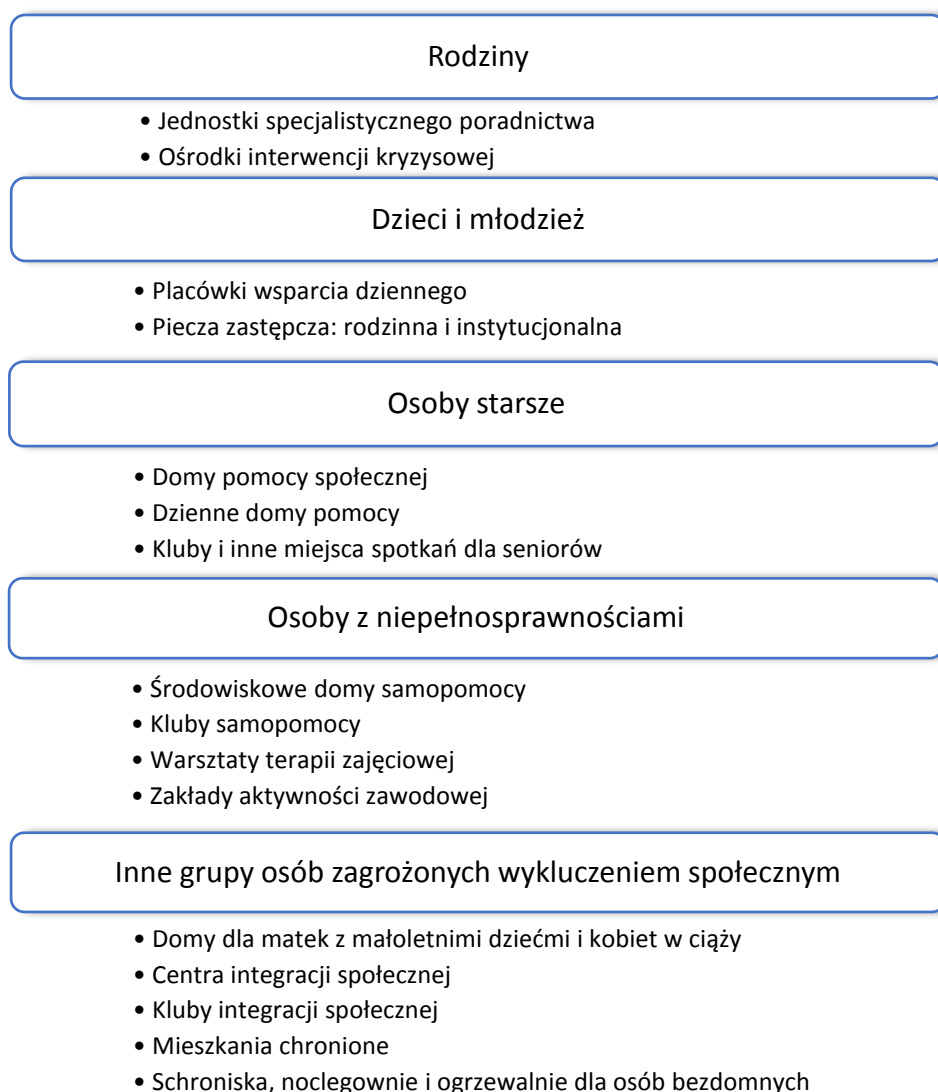 Rodziny
• Jednostki specjalistycznego poradnictwa
• Ośrodki interwencji kryzysowej
Dzieci i młodzież
• Placówki wsparcia dziennego
• Piecza zastępcza: rodzinna i instytucjonalna
Osoby starsze
• Domy pomocy społecznej
• Dzienne domy pomocy
• Kluby i inne miejsca spotkań dla seniorów
Osoby z niepełnosprawnościami
• Środowiskowe domy samopomocy
• Kluby samopomocy
• Warsztaty terapii zajęciowej
• Zakłady aktywności zawodowej
Inne grupy osób zagrożonych wykluczeniem społecznym
• Domy dla matek z małoletnimi dziećmi i kobiet w ciąży
• Centra integracji społecznej
• Kluby integracji społecznej
• Mieszkania chronione
• Schroniska, noclegownie i ogrzewalnie dla osób bezdomnych